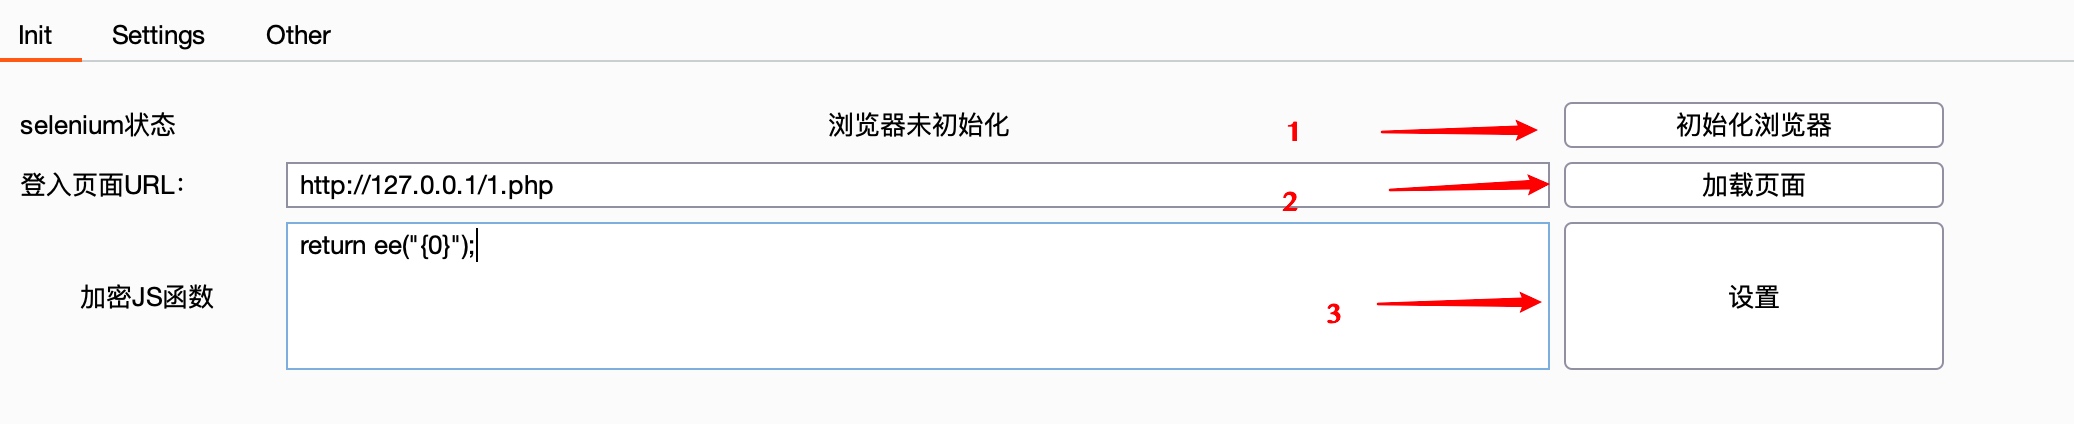 Init Settings Other
selenium状态 浏览器未初始化 1 初始化浏览器
登入页面URL： http://127.0.0.1/1.php 2 加载页面
return ee("{0}");
加密JS函数 3 设置